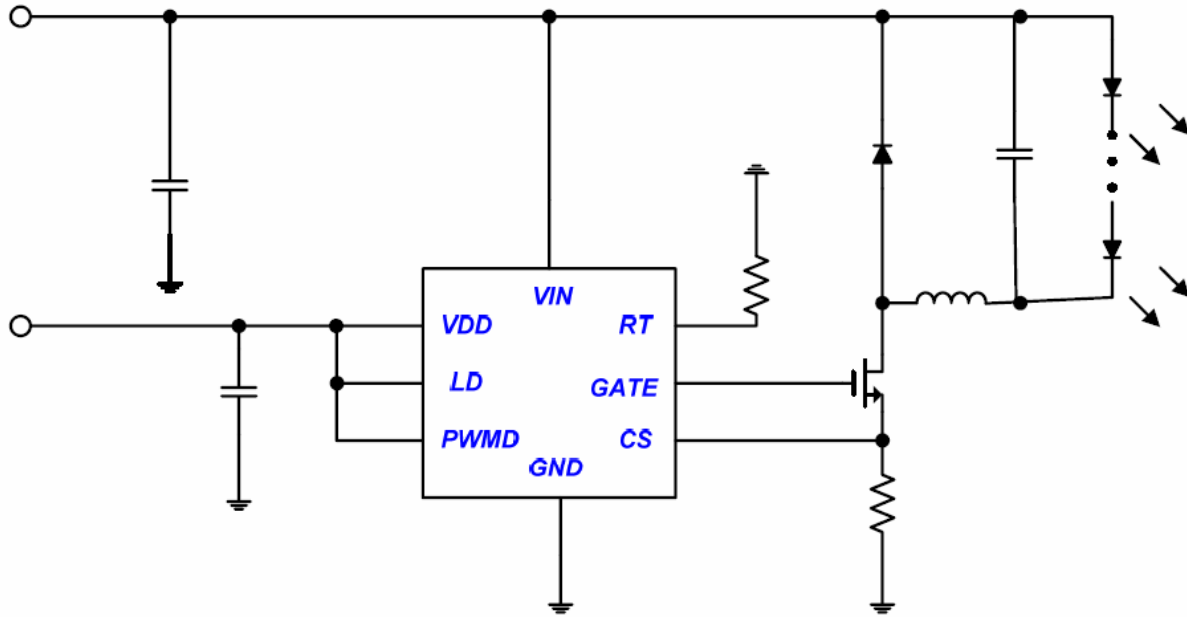 VIN
VDD
RT
LD
GATE
PWMD
CS
GND